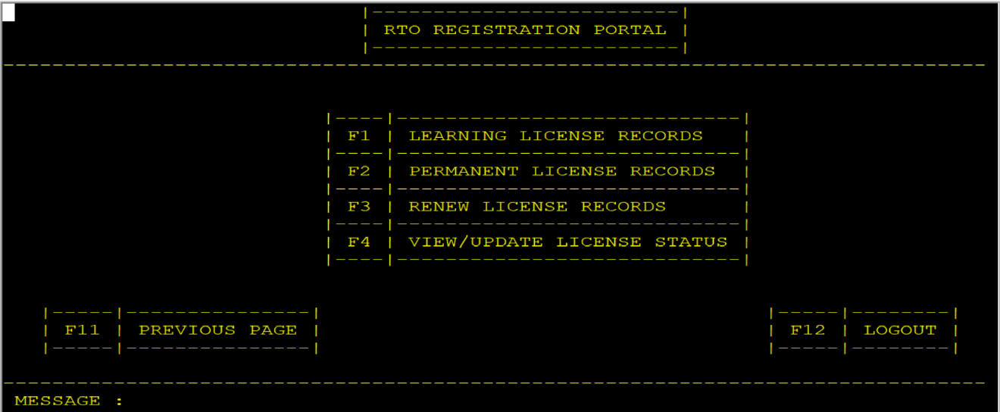 RTO REGISTRATION PORTAL
F1 | LEARNING LICENSE RECORDS
F2 | PERMANENT LICENSE RECORDS
F3 | RENEW LICENSE RECORDS
F4 | VIEW/UPDATE LICENSE STATUS
F11 | PREVIOUS PAGE | F12 | LOGOUT
MESSAGE :